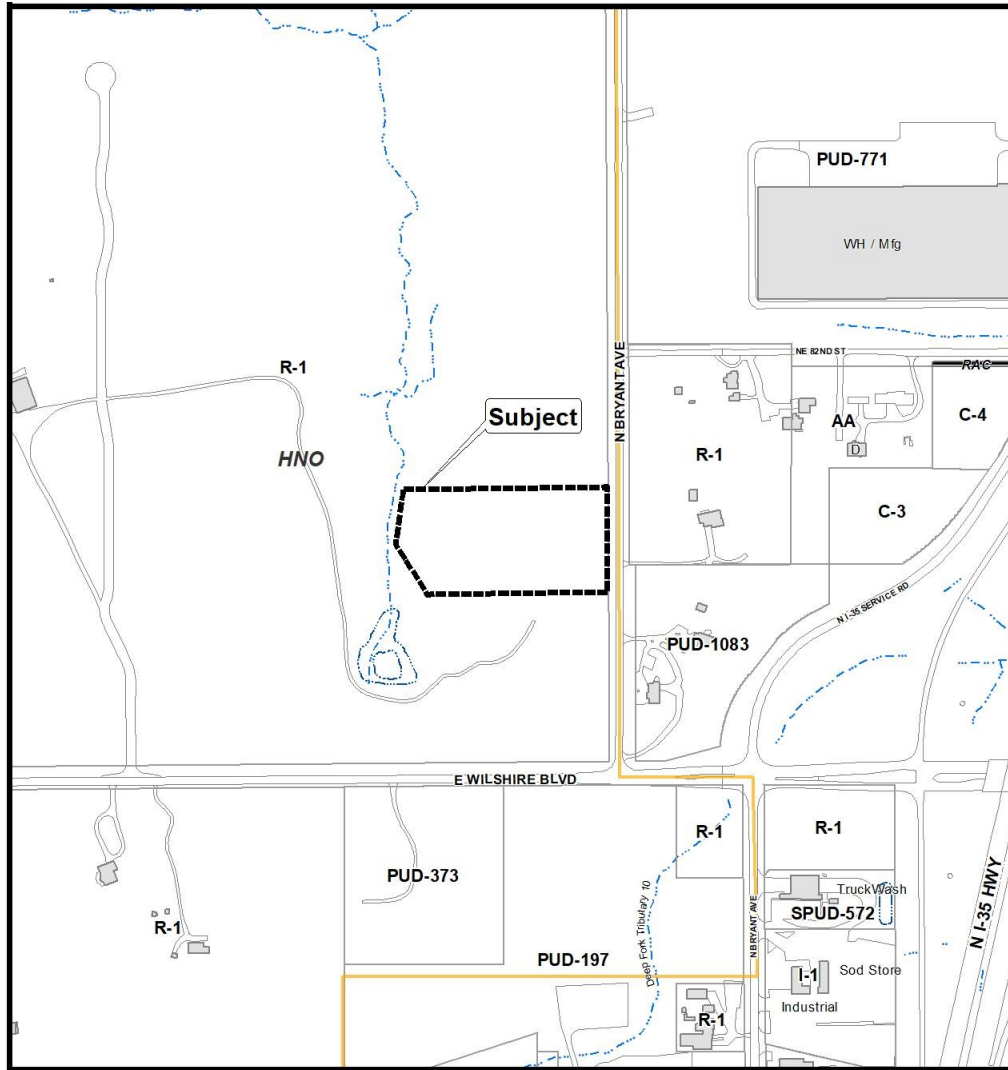 PUD-771
WH / Mfg
N BRYANT AVE
NE 82ND ST
RAC
R-1
C-4
AA
D
Subject
R-1
HNO
C-3
N I-35 SERVICE RD
PUD-1083
E WILSHIRE BLVD
R-1
R-1
PUD-373
TruckWash
SPUD-572
N BRYANT AVE
N I-35 HWY
Deep Fork Tributary 10
R-1
PUD-197
I-1
Sod Store
Industrial
R-1